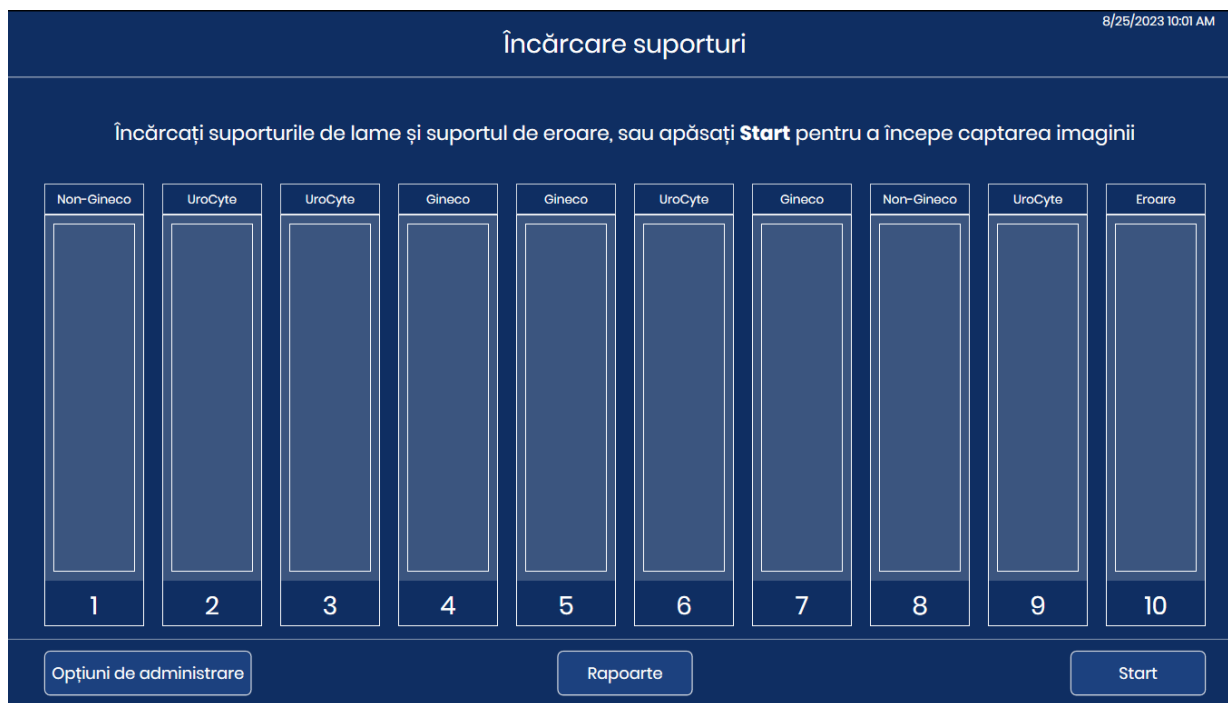 8/25/2023 10:01 AM
Încărcare suporturi
Încărcați suporturile de lame și suportul de eroare, sau apăsați Start pentru a începe captarea imaginii
Non-Gineco UroCyte UroCyte Gineco Gineco UroCyte Gineco Non-Gineco UroCyte Eroare
1 2 3 4 5 6 7 8 9 10
Opțiuni de administrare Rapoarte Start